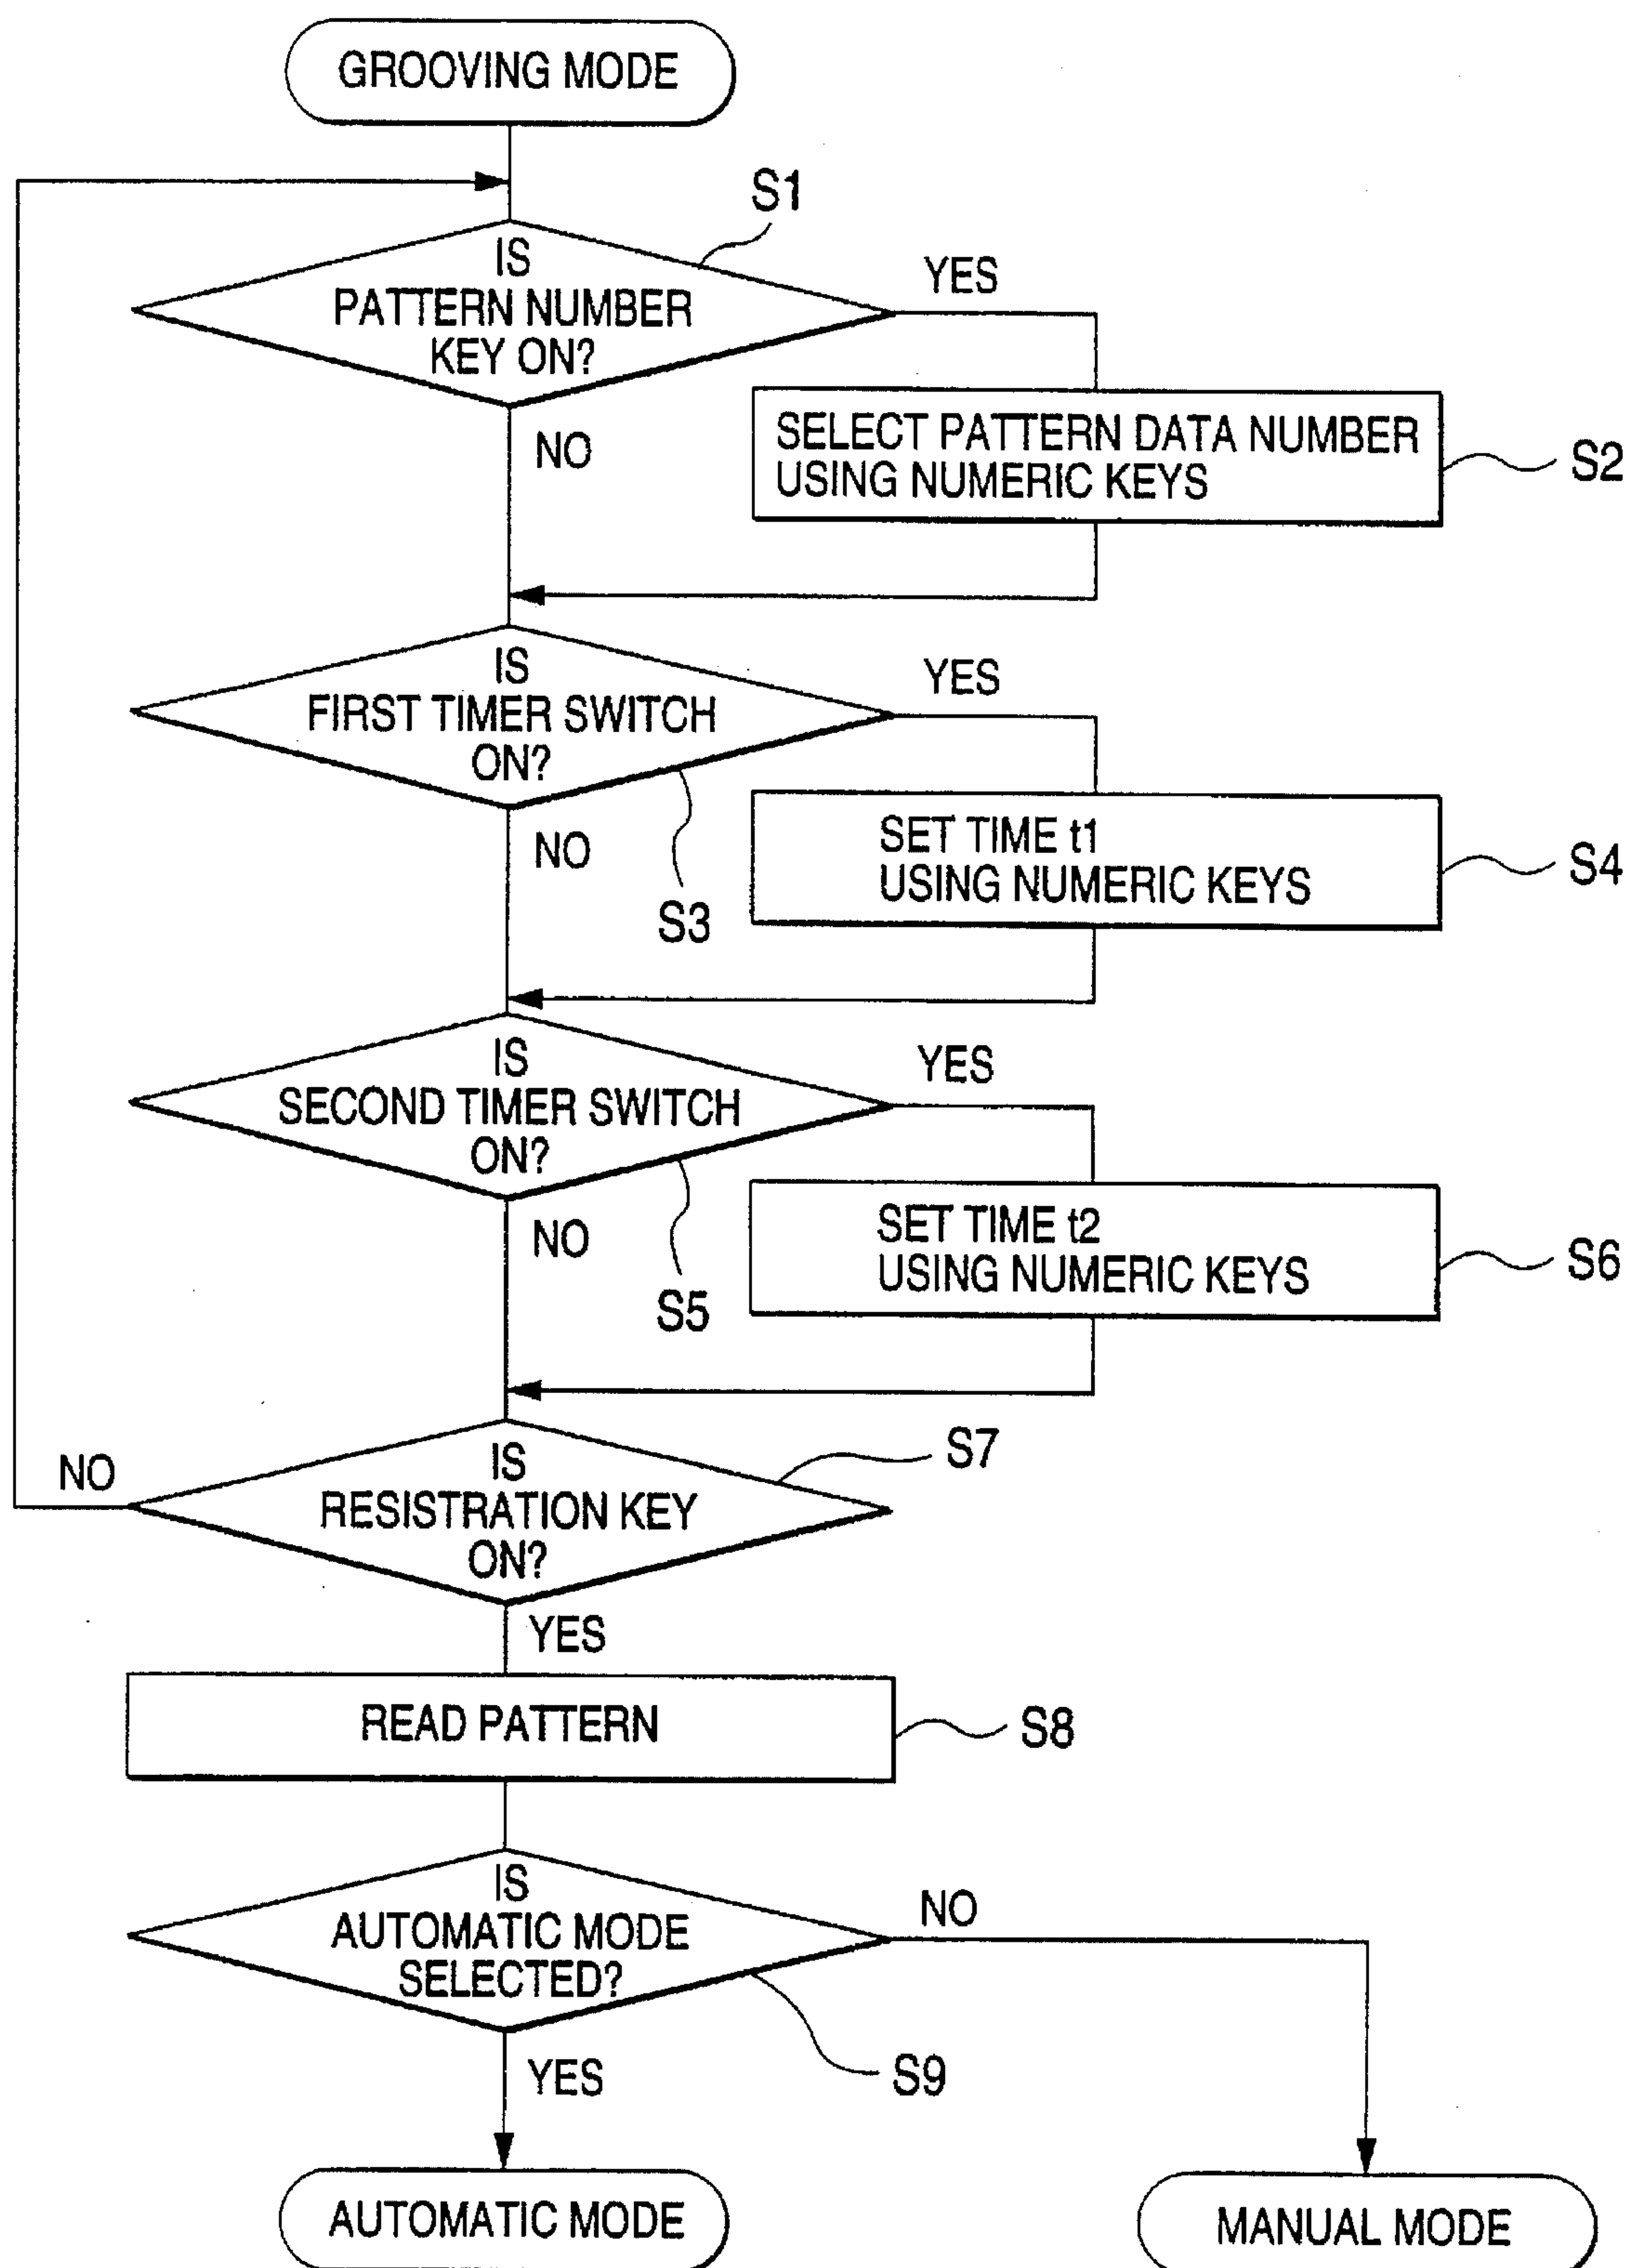 GROOVING MODE
S1
IS
PATTERN NUMBER
KEY ON?
YES
NO
SELECT PATTERN DATA NUMBER
USING NUMERIC KEYS
S2
IS
FIRST TIMER SWITCH
ON?
YES
NO
S3
SET TIME t1
USING NUMERIC KEYS
S4
IS
SECOND TIMER SWITCH
ON?
YES
NO
S5
SET TIME t2
USING NUMERIC KEYS
S6
IS
RESISTRATION KEY
ON?
S7
NO
YES
READ PATTERN
S8
IS
AUTOMATIC MODE
SELECTED?
NO
YES
S9
AUTOMATIC MODE
MANUAL MODE